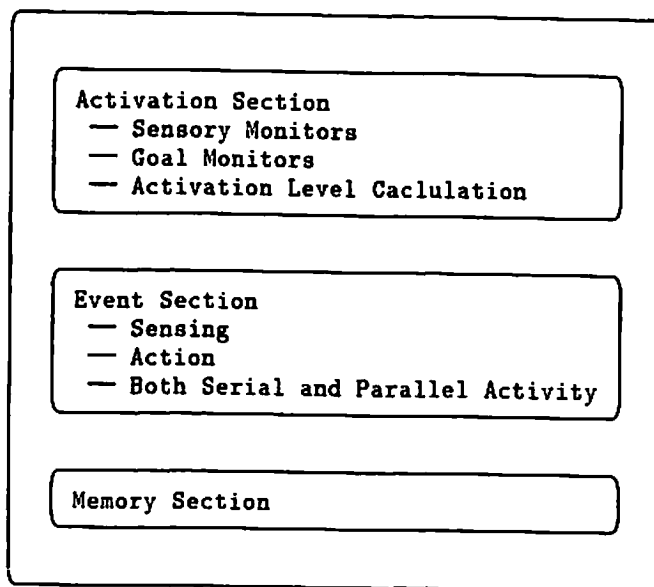 Activation Section
— Sensory Monitors
— Goal Monitors
— Activation Level Caclulation
Event Section
— Sensing
— Action
— Both Serial and Parallel Activity
Memory Section